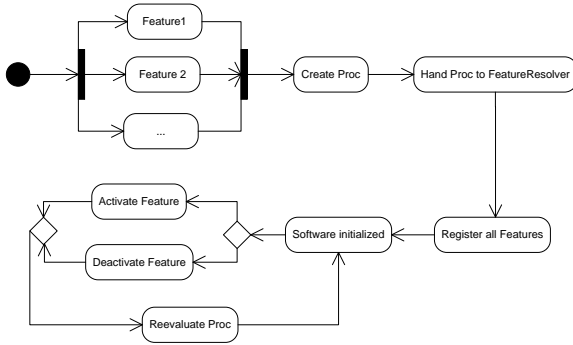 Feature1
Feature 2
...
Create Proc
Hand Proc to FeatureResolver
Activate Feature
Deactivate Feature
Software initialized
Register all Features
Reevaluate Proc